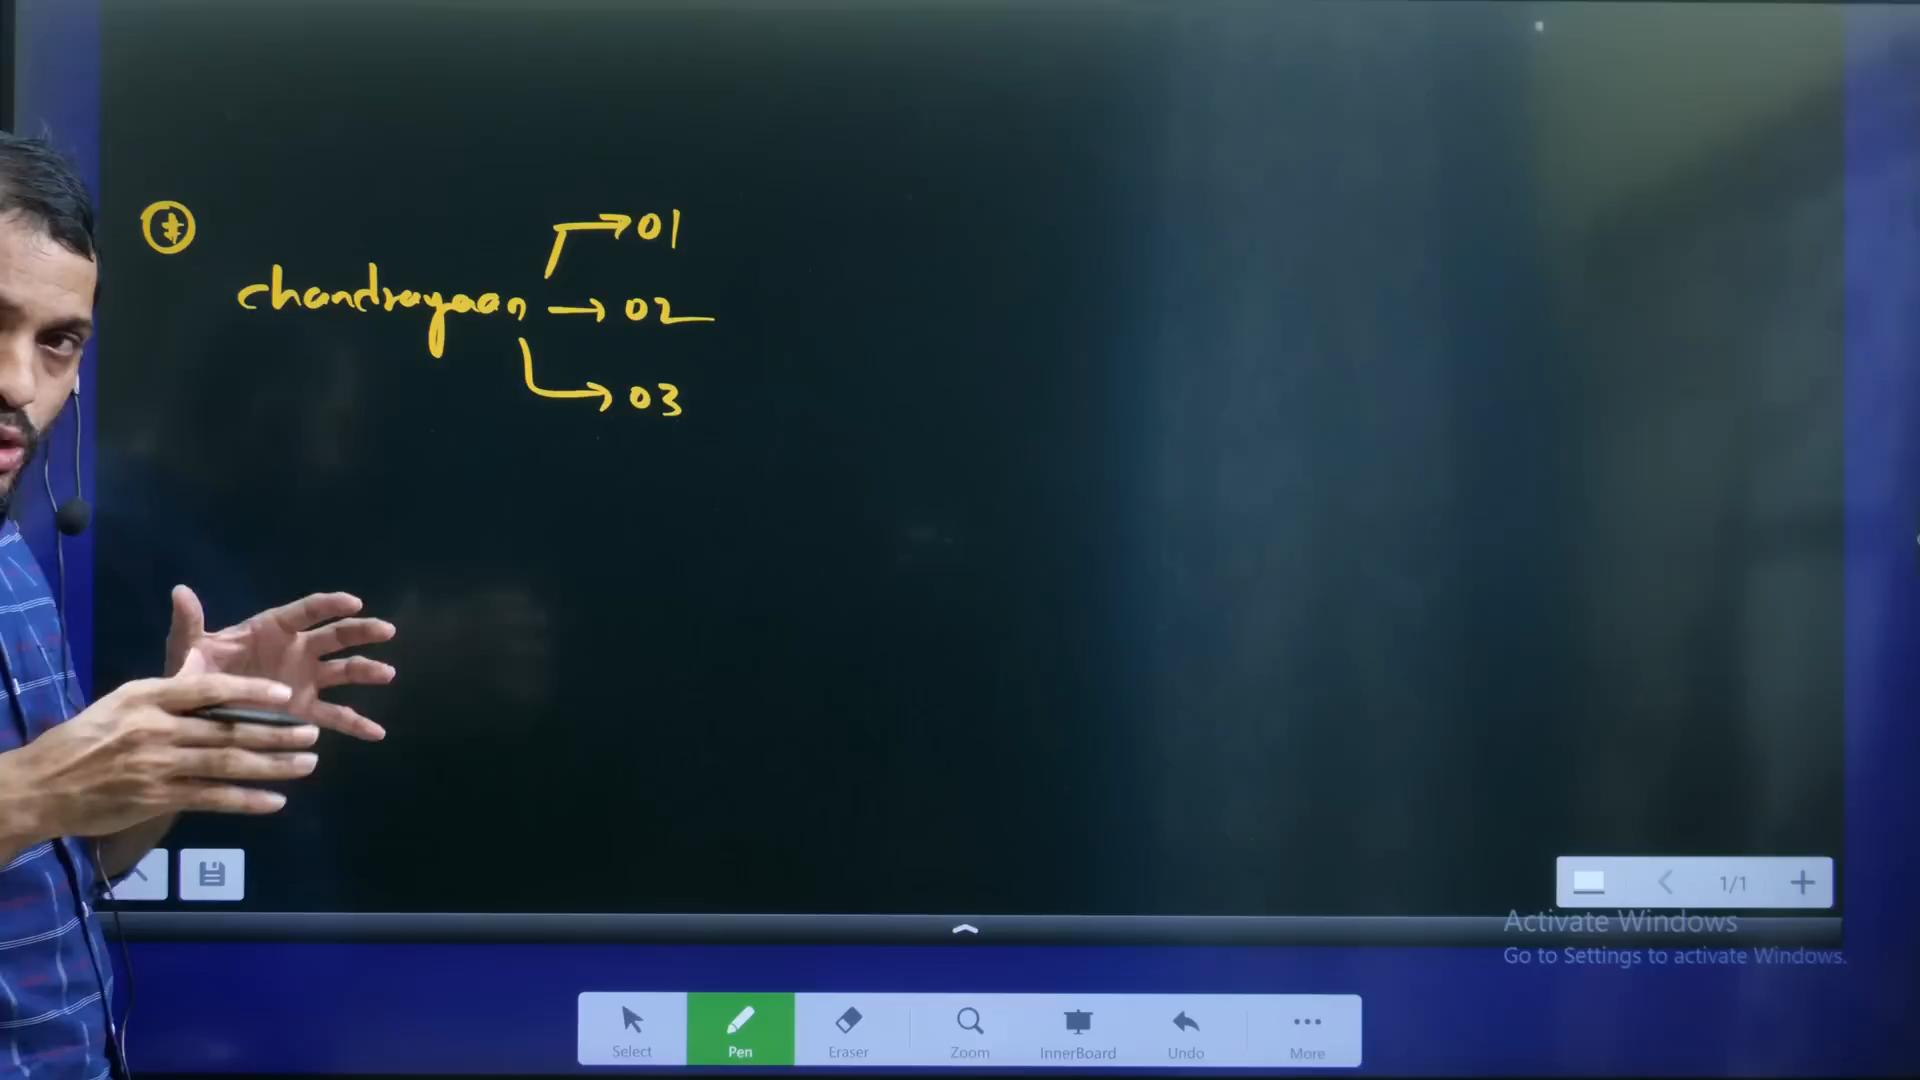 01
chandrayaan → 02
03
1/1
Activate Windows
Go to Settings to activate Windows.
Select Pen Eraser Zoom InnerBoard Undo More